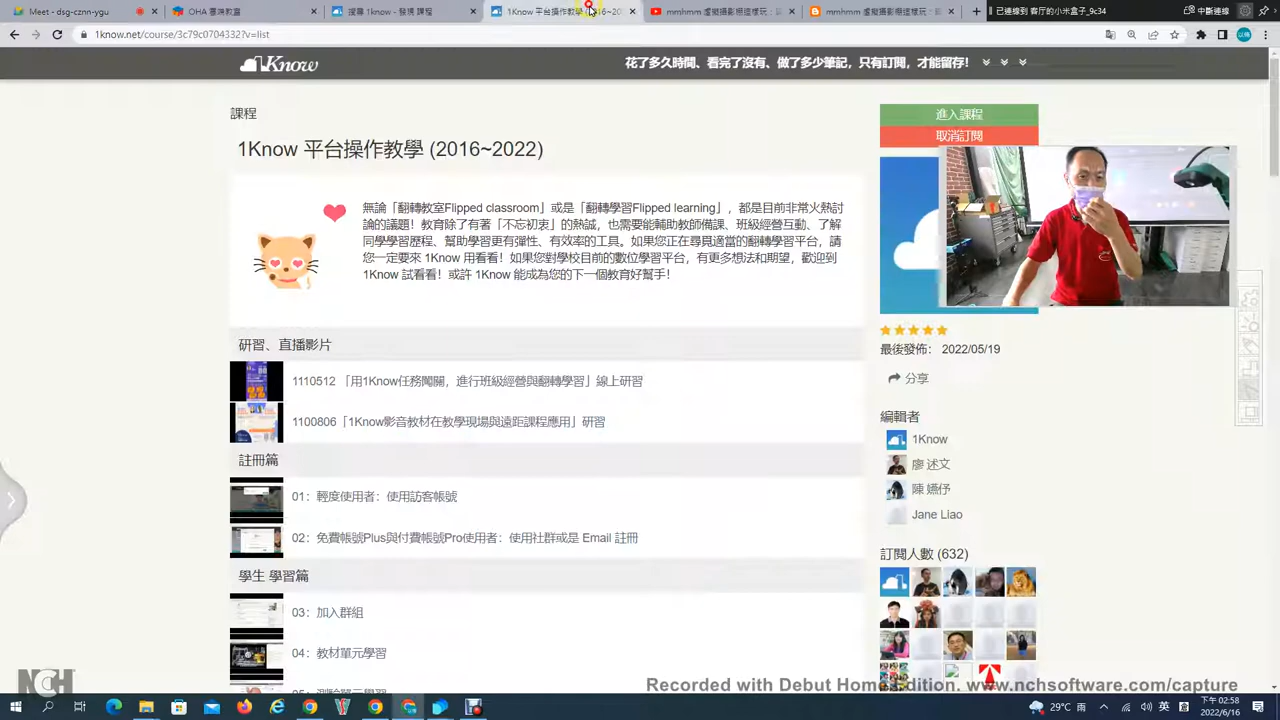 OHA 雲端教室
搜尋 1Know - 發現 課程
1Know 平台操作教學 (2016~20
mmhmm 虛擬攝影棚這樣玩：
mmhmm 虛擬攝影棚這樣玩：
已連線 客廳的小米盒子_9c34
中斷連線
1know.net/course/3c79c0704332?v=list
1Know
花了多久時間、看完了沒有、做了多少筆記，只有訂閱，才能留存！
課程
進入課程
取消訂閱
1Know 平台操作教學 (2016~2022)
無論「翻轉教室Flipped classroom」或是「翻轉學習Flipped learning」，都是目前非常火熱討
論的議題！教育除了有著「不忘初衷」的熱誠，也需要能輔助教師備課、班級經營互動、了解
同學學習歷程、幫助學習更有彈性、有效率的工具。如果您正在尋覓適當的翻轉學習平台，請
您一定要來 1Know 用看看！如果您對學校目前的數位學習平台，有更多想法和期望，歡迎到
1Know 試看看！或許 1Know 能成為您的下一個教育好幫手！
最後發佈： 2022/05/19
分享
研習、直播影片
1110512 「用1Know任務闖關，進行班級經營與翻轉學習」線上研習
1100806「1Know影音教材在教學現場與遠距課程應用」研習
編輯者
1Know
廖 述文
陳 嬿伃
Jane Liao
註冊篇
01：輕度使用者：使用訪客帳號
02：免費帳號Plus與付費帳號Pro使用者：使用社群或是 Email 註冊
訂閱人數 (632)
學生 學習篇
03：加入群組
04：教材單元學習
05：測驗單元學習
NCH
Recorded with Debut Home Edition. www.nchsoftware.com/capture
29°C 雨
英
下午 02:58
2022/6/16